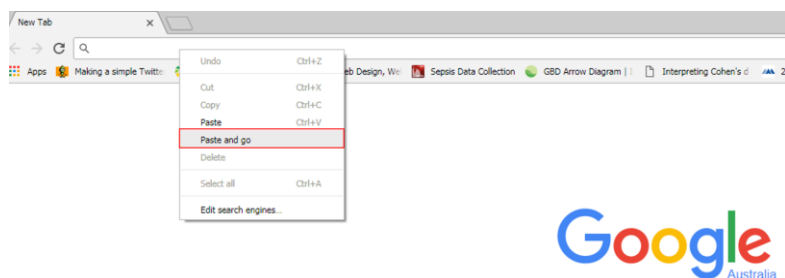 New Tab
Undo Ctrl+Z
Apps Making a simple Twitte eb Design, We Sepsis Data Collection GBD Arrow Diagram | Interpreting Cohen's d 2
Cut Ctrl+X
Copy Ctrl+C
Paste Ctrl+V
Paste and go
Delete
Select all Ctrl+A
Edit search engines...
Google
Australia